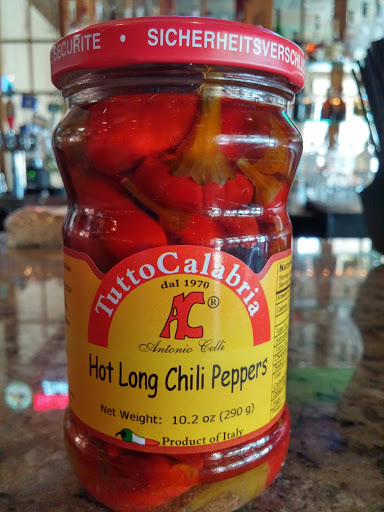 SECURITE • SICHERHEITSVERSCHL
TuttoCalabria
dal 1970
AC®
Antonio Celli
Hot Long Chili Peppers
Net Weight: 10.2 oz (290 g)
Product of Italy